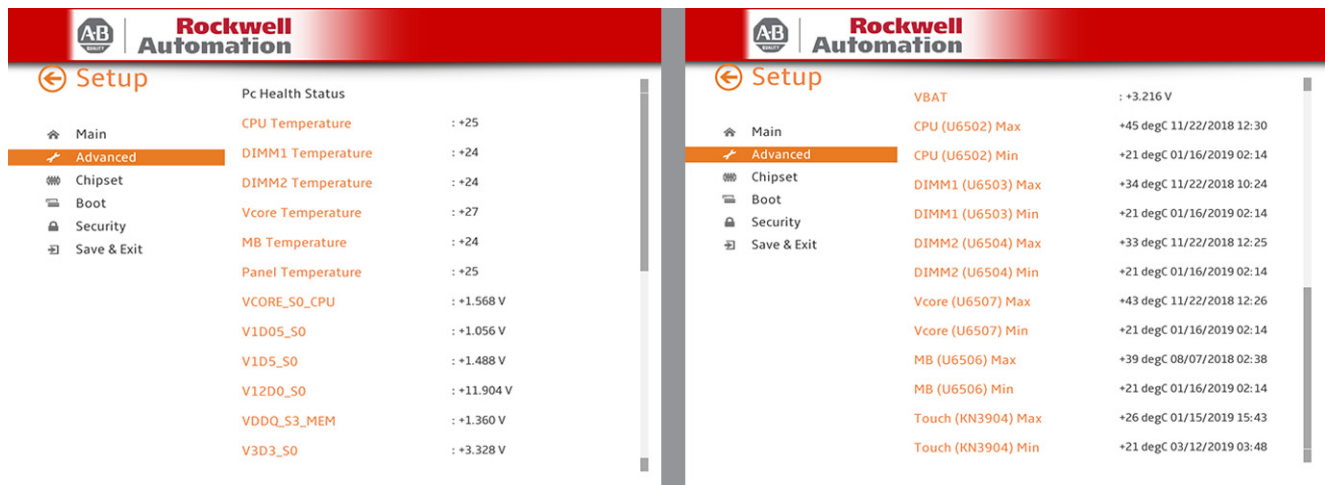 AB
QUALITY
Rockwell
Automation
Setup
Main
Advanced
Chipset
Boot
Security
Save & Exit
Pc Health Status
CPU Temperature : +25
DIMM1 Temperature : +24
DIMM2 Temperature : +24
Vcore Temperature : +27
MB Temperature : +24
Panel Temperature : +25
VCORE_S0_CPU : +1.568 V
V1D05_S0 : +1.056 V
V1D5_S0 : +1.488 V
V12D0_S0 : +11.904 V
VDDQ_S3_MEM : +1.360 V
V3D3_S0 : +3.328 V
AB
QUALITY
Rockwell
Automation
Setup
Main
Advanced
Chipset
Boot
Security
Save & Exit
VBAT : +3.216 V
CPU (U6502) Max +45 degC 11/22/2018 12:30
CPU (U6502) Min +21 degC 01/16/2019 02:14
DIMM1 (U6503) Max +34 degC 11/22/2018 10:24
DIMM1 (U6503) Min +21 degC 01/16/2019 02:14
DIMM2 (U6504) Max +33 degC 11/22/2018 12:25
DIMM2 (U6504) Min +21 degC 01/16/2019 02:14
Vcore (U6507) Max +43 degC 11/22/2018 12:26
Vcore (U6507) Min +21 degC 01/16/2019 02:14
MB (U6506) Max +39 degC 08/07/2018 02:38
MB (U6506) Min +21 degC 01/16/2019 02:14
Touch (KN3904) Max +26 degC 01/15/2019 15:43
Touch (KN3904) Min +21 degC 03/12/2019 03:48